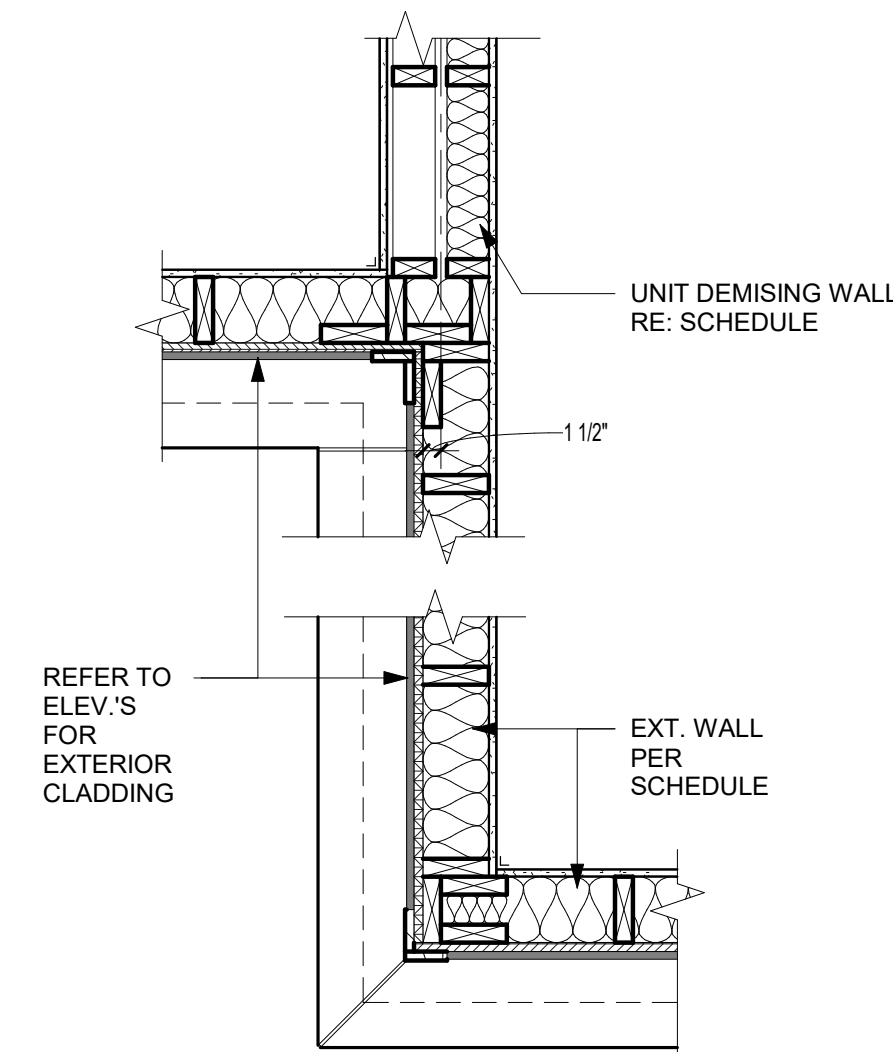 UNIT DEMISING WALL
RE: SCHEDULE
1 1/2"
REFER TO
ELEV.'S
FOR
EXTERIOR
CLADDING
EXT. WALL
PER
SCHEDULE